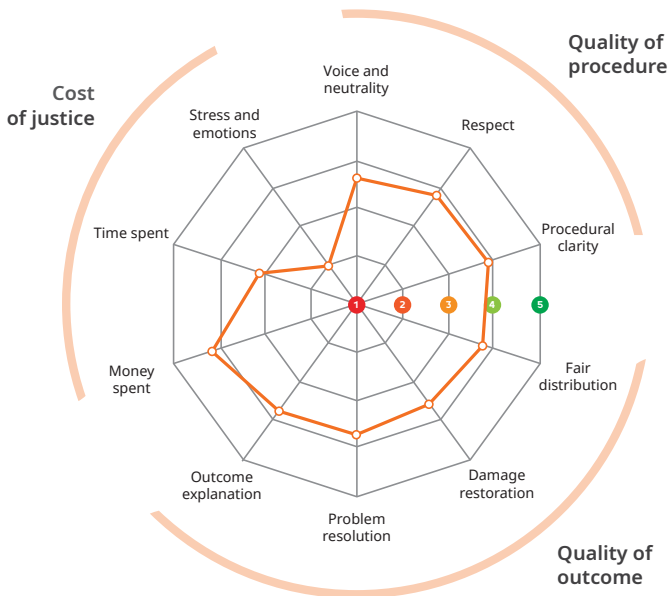 Quality of
procedure
Cost
of justice
Voice and
neutrality
Stress and
emotions
Respect
Time spent
Procedural
clarity
1
2
3
4
5
Money
spent
Fair
distribution
Outcome
explanation
Damage
restoration
Problem
resolution
Quality of
outcome